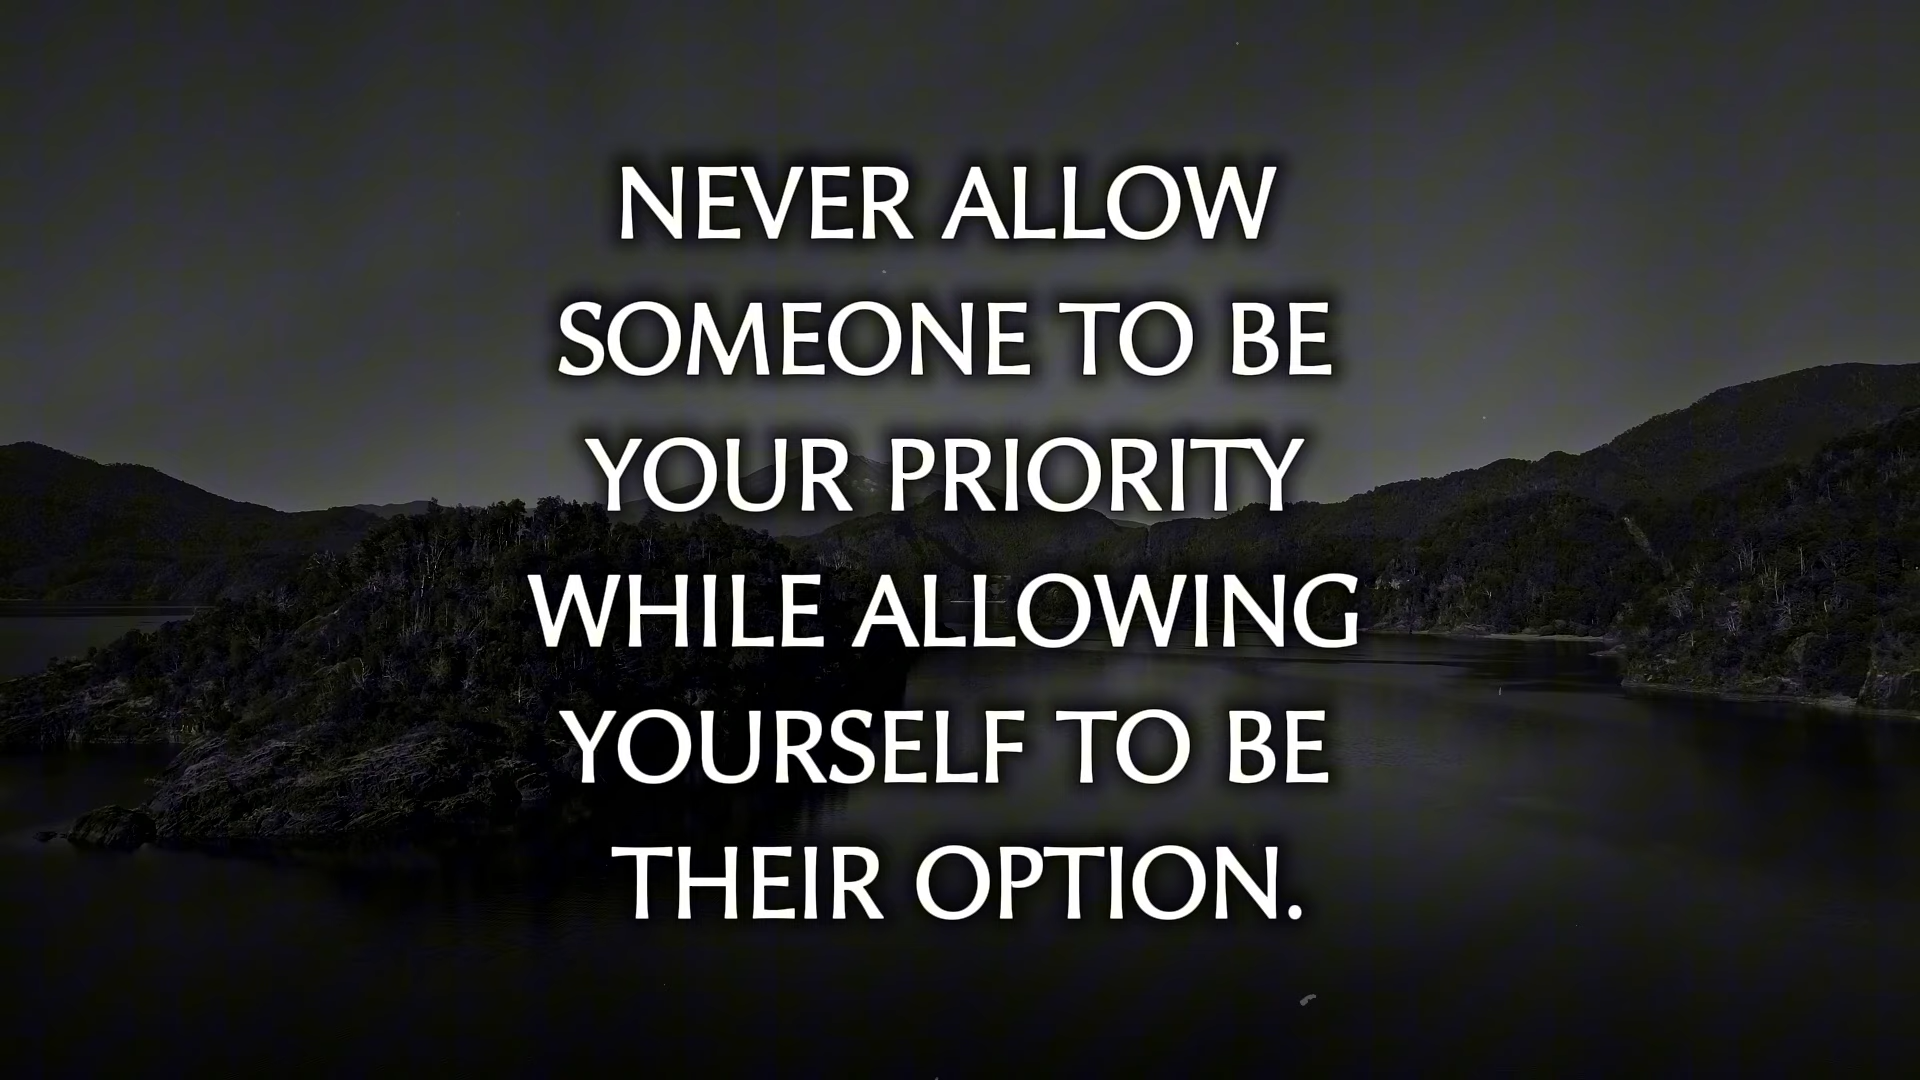 NEVER ALLOW
SOMEONE TO BE
YOUR PRIORITY
WHILE ALLOWING
YOURSELF TO BE
THEIR OPTION.